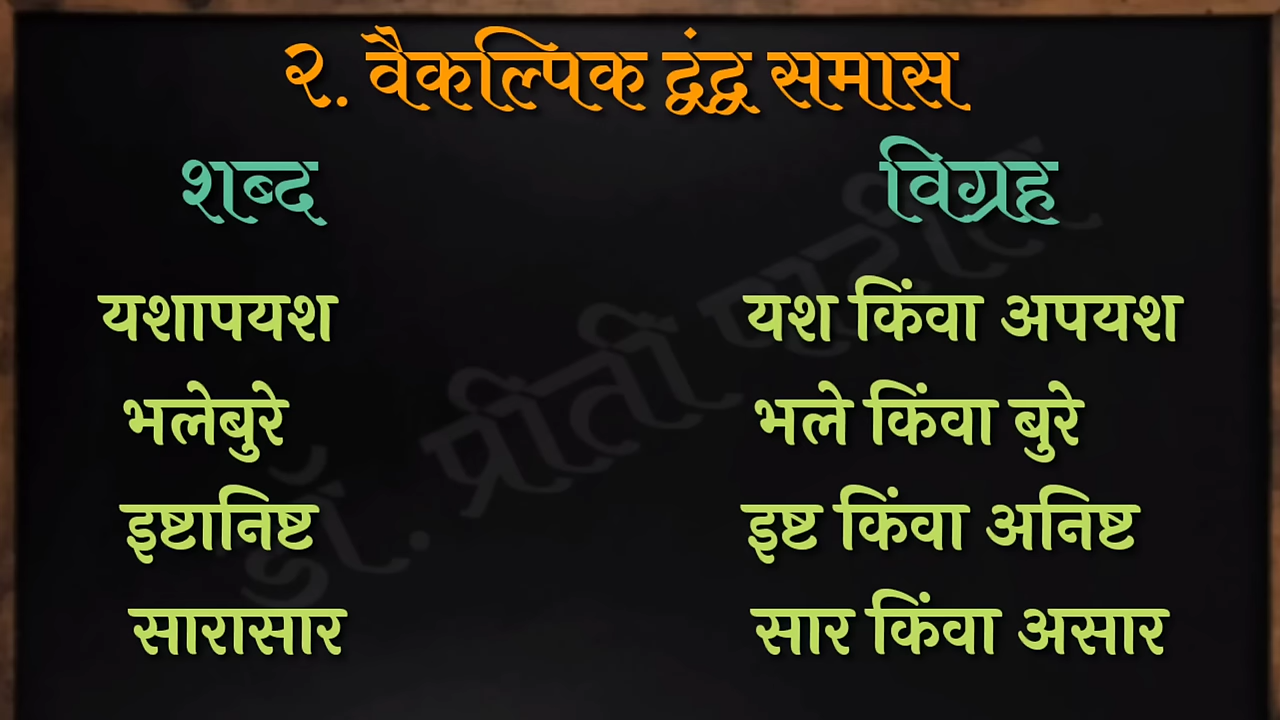 २. वैकल्पिक द्वंद्व समास
शब्द विग्रह
यशापयश यश किंवा अपयश
भलेबुरे भले किंवा बुरे
इष्टानिष्ट इष्ट किंवा अनिष्ट
सारासार सार किंवा असार
डॉ. प्रीती पाटील